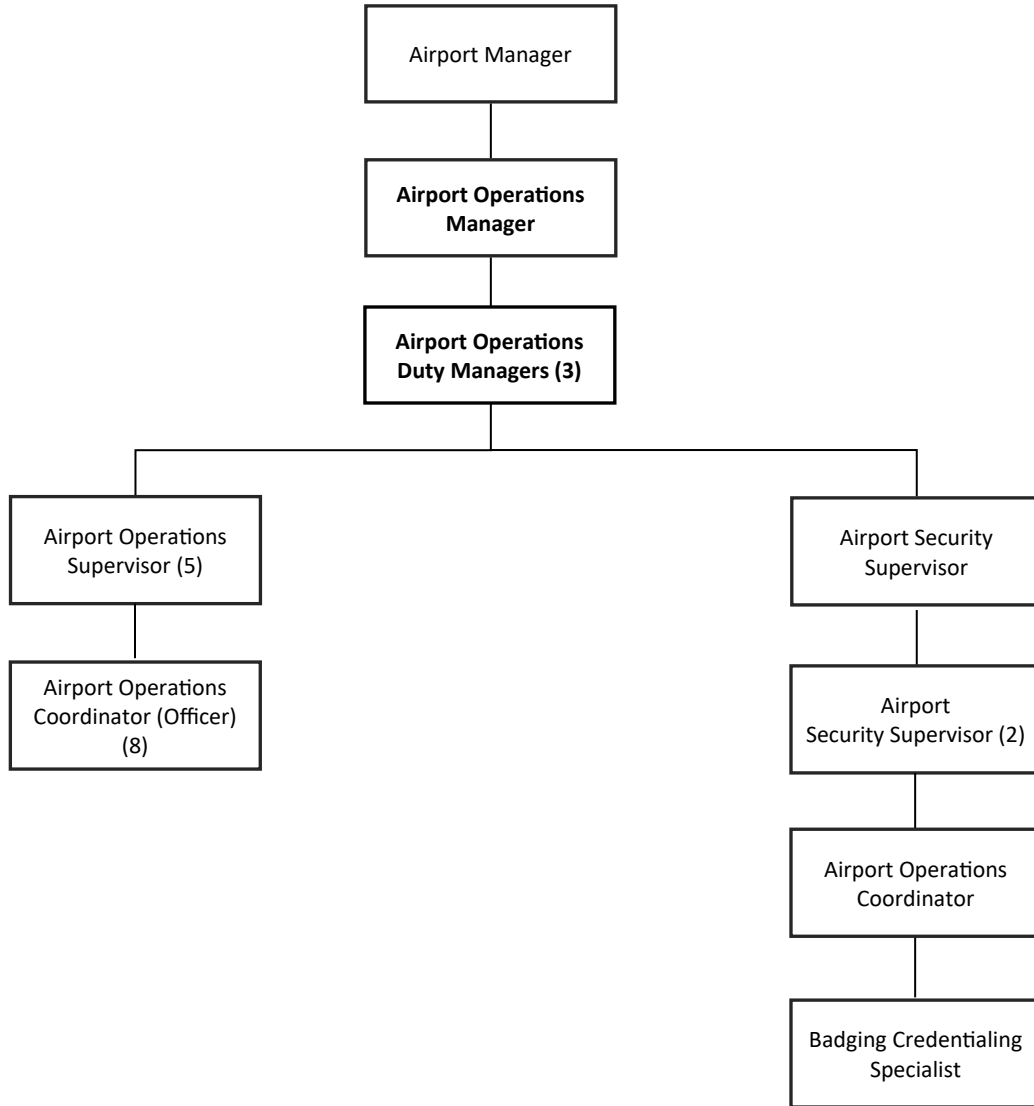 Airport Manager
Airport Operations
Manager
Airport Operations
Duty Managers (3)
Airport Operations
Supervisor (5)
Airport Operations
Coordinator (Officer)
(8)
Airport Security
Supervisor
Airport
Security Supervisor (2)
Airport Operations
Coordinator
Badging Credentialing
Specialist